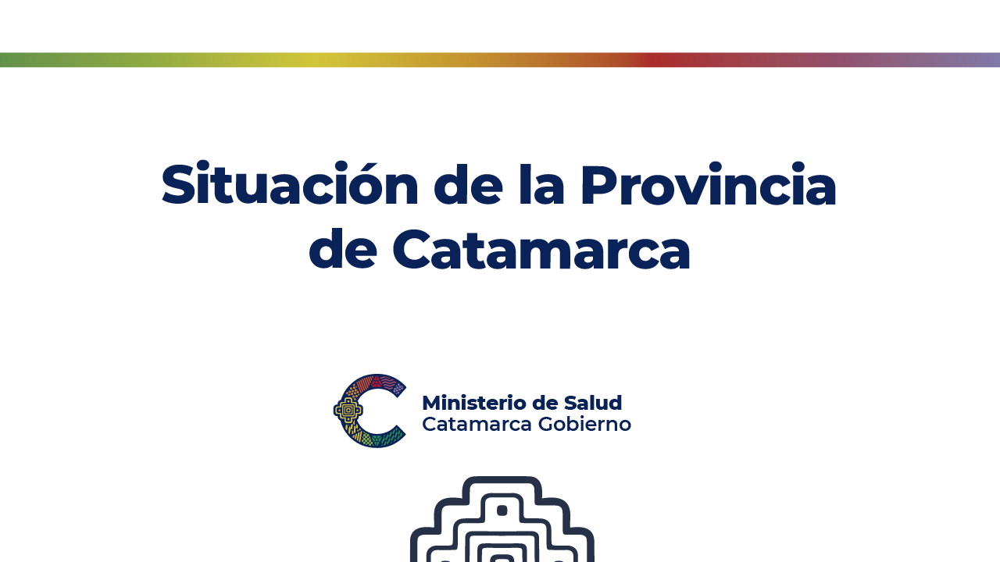 Situación de la Provincia
de Catamarca
Ministerio de Salud
Catamarca Gobierno